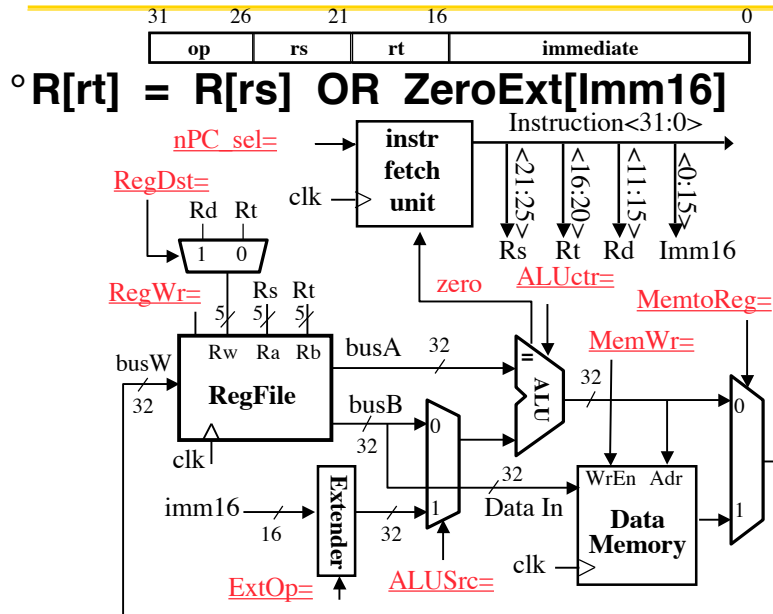 31 26 21 16 0
op rs rt immediate
°R[rt] = R[rs] OR ZeroExt[Imm16]
Instruction<31:0>
nPC_sel=
instr
fetch
unit
clk
<21:25>
<16:20>
<11:15>
<0:15>
Rs Rt Rd Imm16
RegDst=
Rd Rt
1 0
zero
ALUctr=
RegWr=
Rs Rt
5 5 5
MemtoReg=
MemWr=
Rw Ra Rb
busW
32
RegFile
clk
busA
32
busB
32
=
ALU
32
0
0
1
32
Data In
WrEn Adr
Data
Memory
clk
1
imm16
16
Extender
32
ExtOp=
ALUSrc=